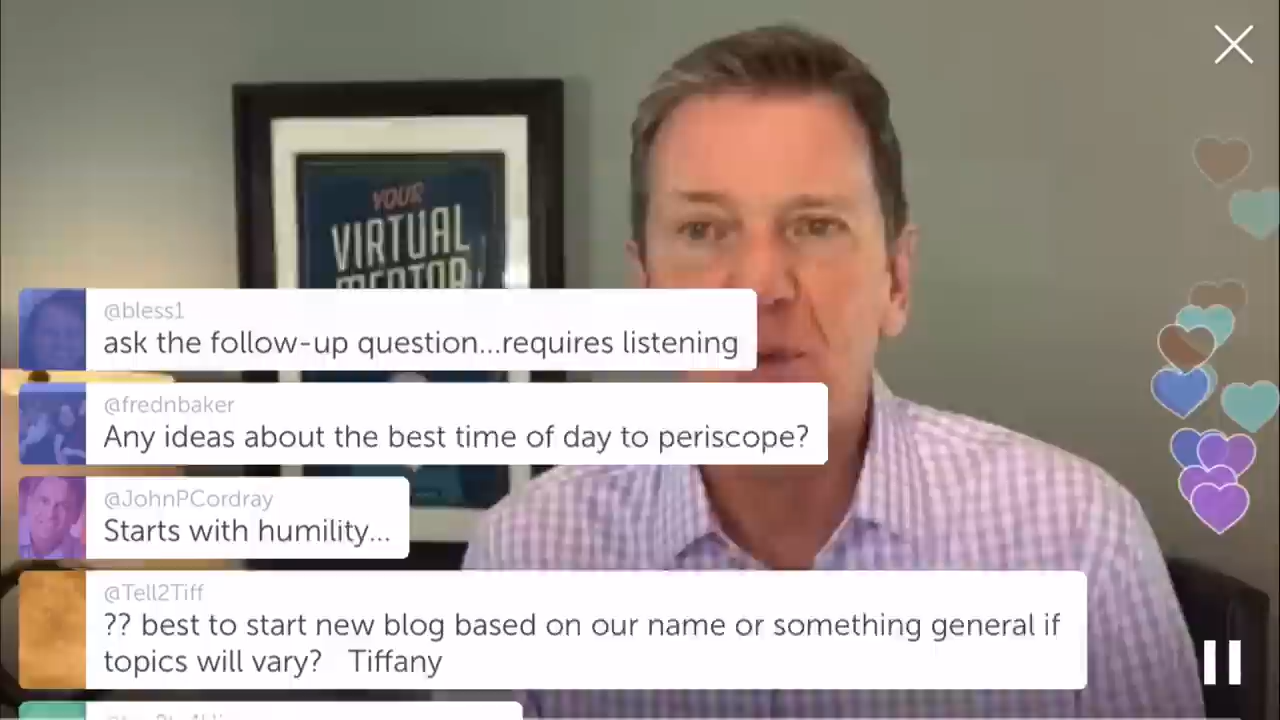 YOUR
VIRTUAL
MENTOR
@bless1
ask the follow-up question...requires listening
@frednbaker
Any ideas about the best time of day to periscope?
@JohnPCordray
Starts with humility...
@Tell2Tiff
?? best to start new blog based on our name or something general if
topics will vary? Tiffany